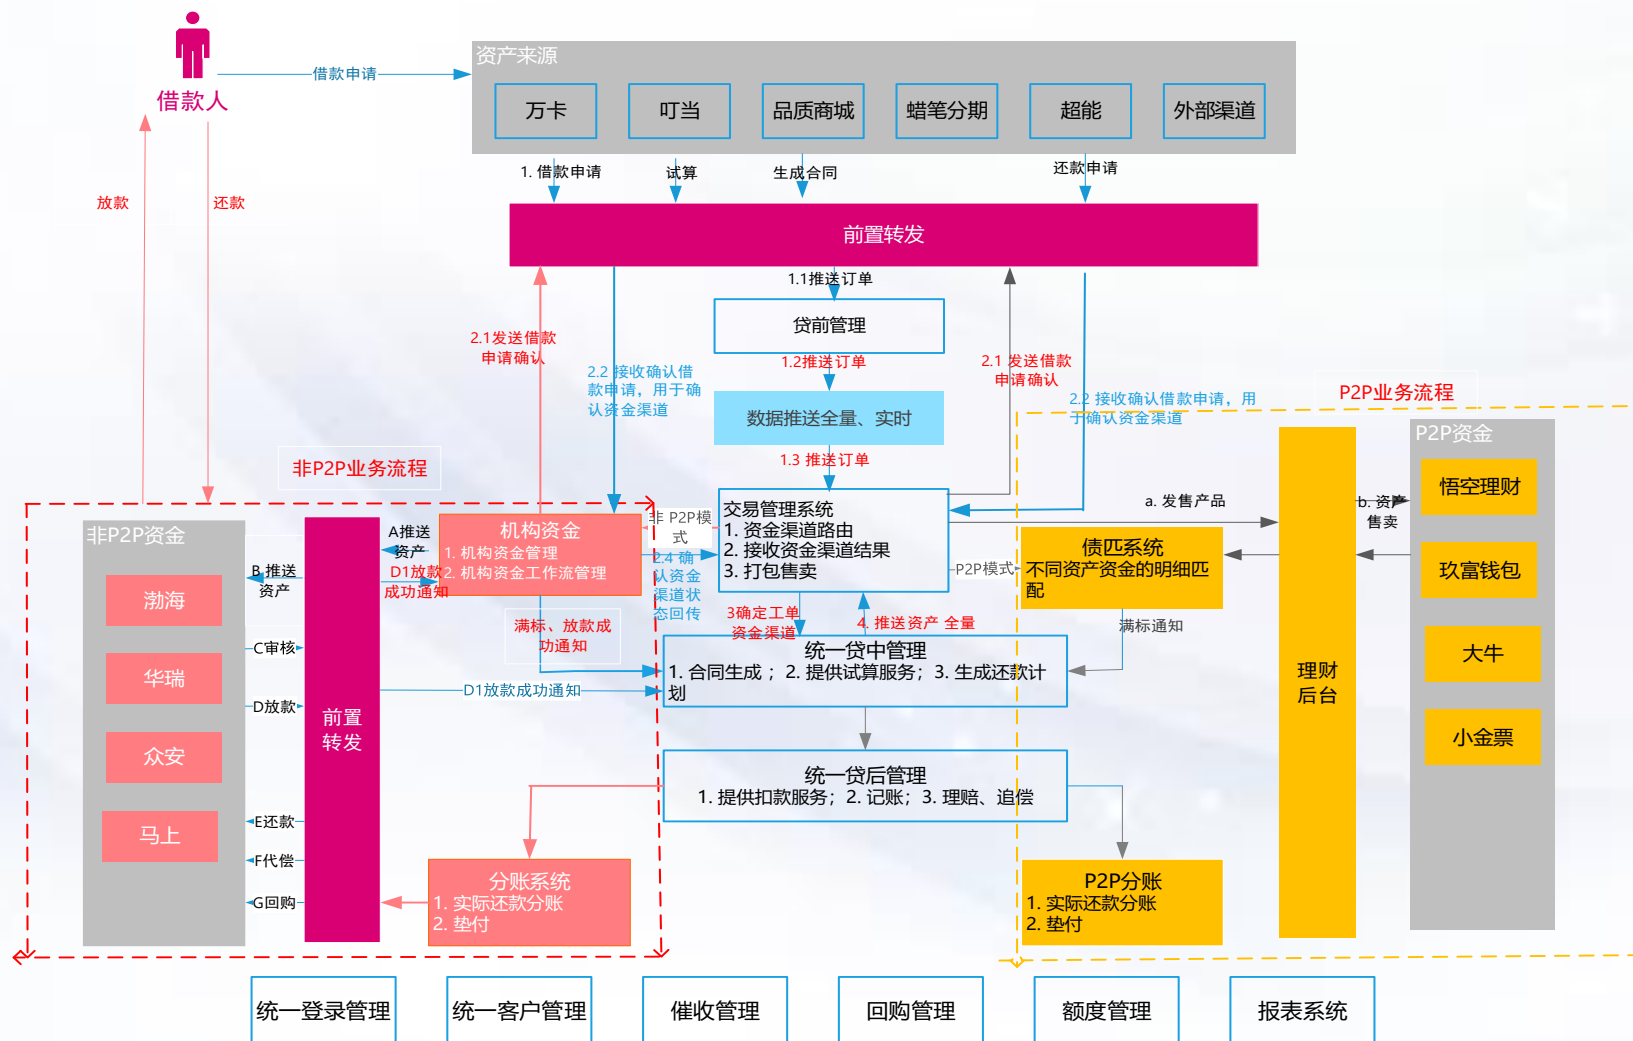 借款人
借款申请
资产来源
万卡
叮当
品质商城
蜡笔分期
超能
外部渠道
1. 借款申请
试算
生成合同
还款申请
放款
还款
前置转发
1.1推送订单
贷前管理
1.2推送订单
数据推送全量、实时
1.3 推送订单
2.1发送借款
申请确认
2.2 接收确认借
款申请，用于确
认资金渠道
2.1 发送借款
申请确认
2.2 接收确认借款申请，用
于确认资金渠道
P2P业务流程
非P2P业务流程
非P2P资金
渤海
华瑞
众安
马上
B 推送
资产
C审核
D放款
E还款
F代偿
G回购
前置
转发
A推送
资产
D1放款
成功通知
机构资金
1. 机构资金管理
2. 机构资金工作流管理
非 P2P模
式
2.4 确
认资金
渠道状
态回传
交易管理系统
1. 资金渠道路由
2. 接收资金渠道结果
3. 打包售卖
a. 发售产品
P2P模式
债匹系统
不同资产资金的明细匹
配
满标通知
满标、放款成
功通知
D1放款成功通知
3确定工单
资金渠道
4. 推送资产 全量
统一贷中管理
1. 合同生成 ；2. 提供试算服务；3. 生成还款计
划
统一贷后管理
1. 提供扣款服务；2. 记账；3. 理赔、追偿
分账系统
1. 实际还款分账
2. 垫付
P2P分账
1. 实际还款分账
2. 垫付
理财
后台
b. 资产
售卖
P2P资金
悟空理财
玖富钱包
大牛
小金票
统一登录管理
统一客户管理
催收管理
回购管理
额度管理
报表系统